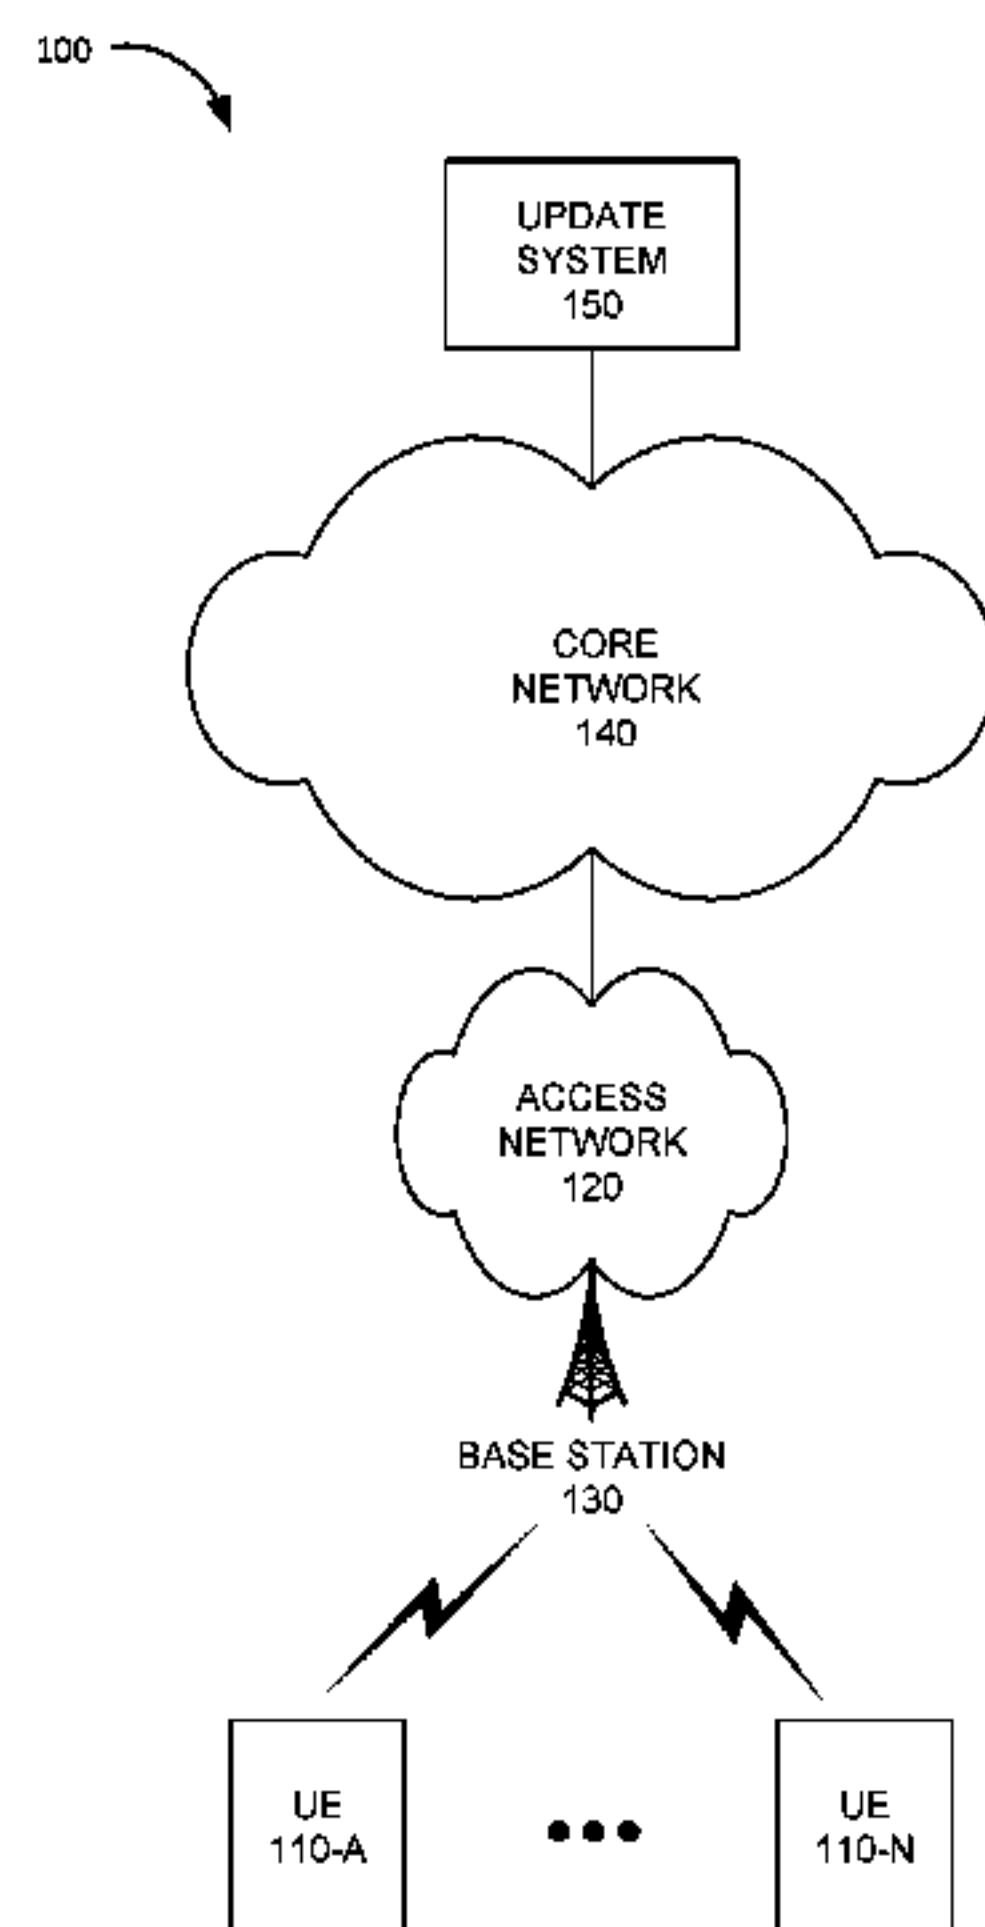 100
UPDATE
SYSTEM
150
CORE
NETWORK
140
ACCESS
NETWORK
120
BASE STATION
130
UE
110-A
UE
110-N